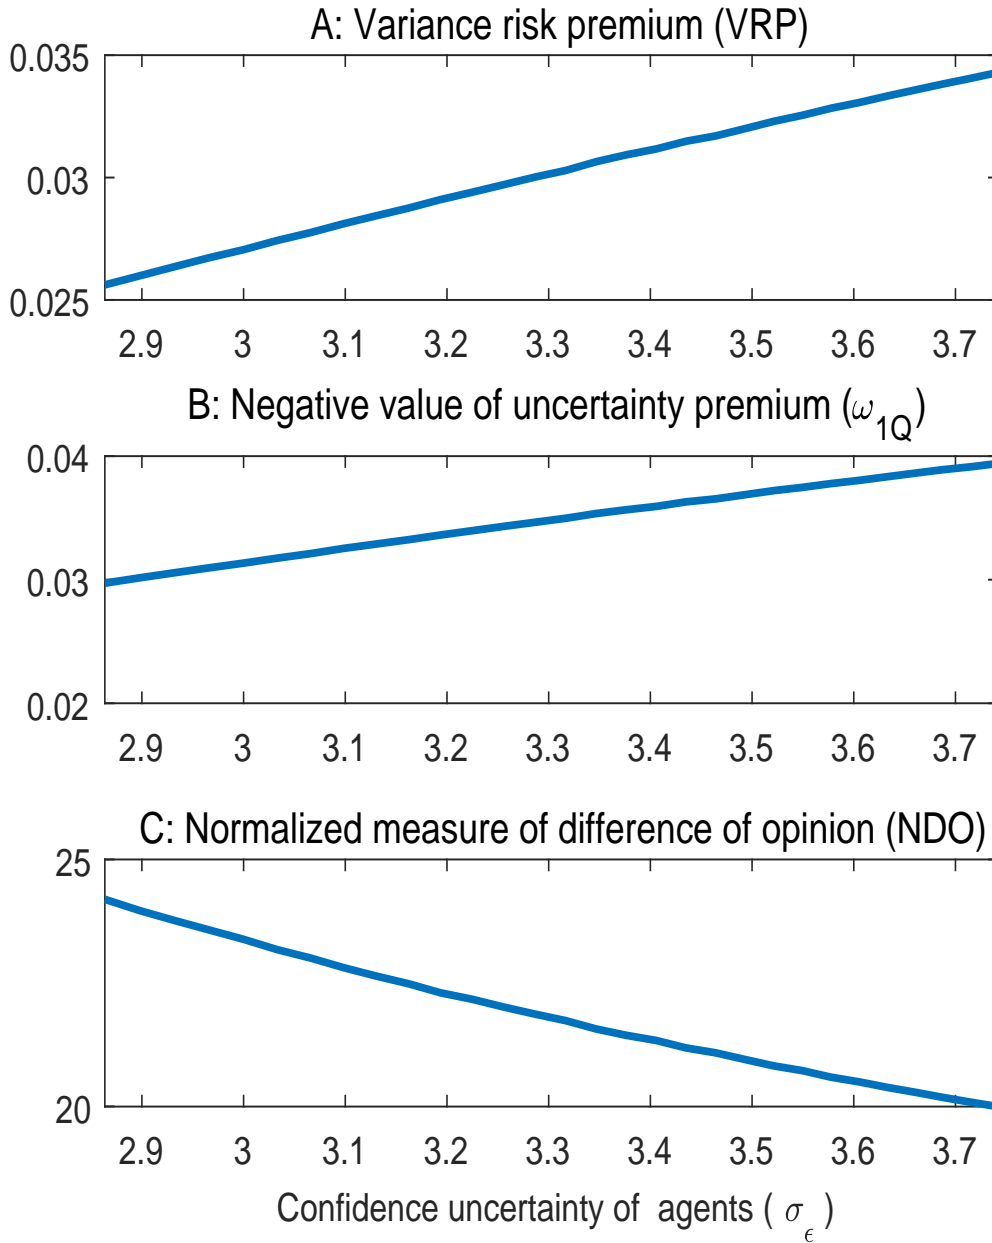 A: Variance risk premium (VRP)
0.035
0.03
0.025
2.9 3 3.1 3.2 3.3 3.4 3.5 3.6 3.7
B: Negative value of uncertainty premium (ω1Q)
0.04
0.03
0.02
2.9 3 3.1 3.2 3.3 3.4 3.5 3.6 3.7
C: Normalized measure of difference of opinion (NDO)
25
20
2.9 3 3.1 3.2 3.3 3.4 3.5 3.6 3.7
Confidence uncertainty of agents ( σϵ )